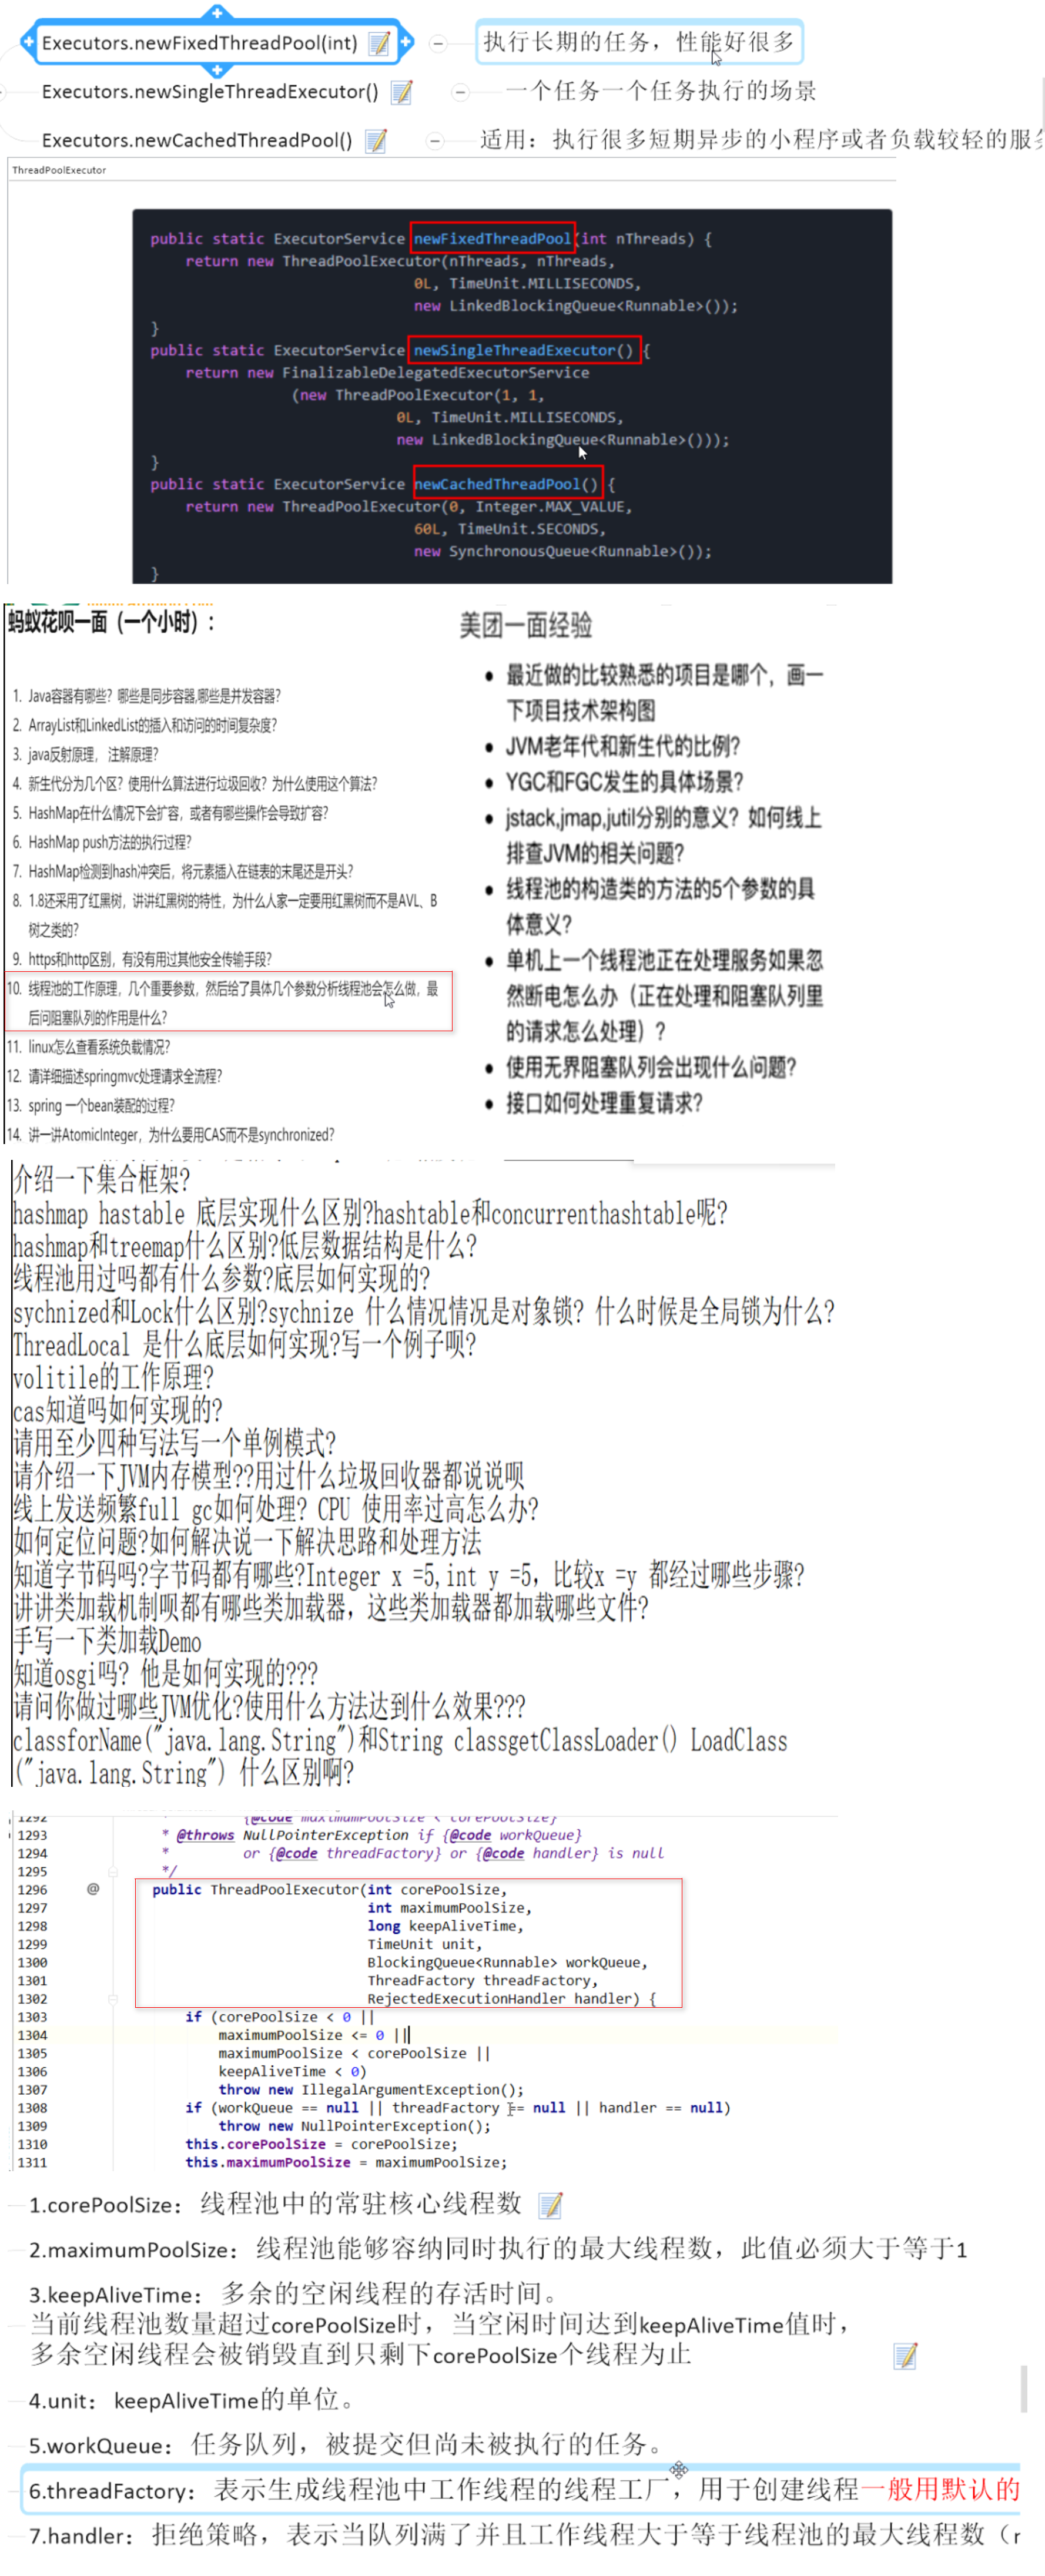 Executors.newFixedThreadPool(int)
执行长期的任务，性能好很多
Executors.newSingleThreadExecutor()
一个任务一个任务执行的场景
Executors.newCachedThreadPool()
适用：执行很多短期异步的小程序或者负载较轻的服
ThreadPoolExecutor
public static ExecutorService newFixedThreadPool(int nThreads) {
return new ThreadPoolExecutor(nThreads, nThreads,
0L, TimeUnit.MILLISECONDS,
new LinkedBlockingQueue<Runnable>());
}
public static ExecutorService newSingleThreadExecutor() {
return new FinalizableDelegatedExecutorService
(new ThreadPoolExecutor(1, 1,
0L, TimeUnit.MILLISECONDS,
new LinkedBlockingQueue<Runnable>()));
}
public static ExecutorService newCachedThreadPool() {
return new ThreadPoolExecutor(0, Integer.MAX_VALUE,
60L, TimeUnit.SECONDS,
new SynchronousQueue<Runnable>());
}
蚂蚁花呗一面（一个小时）：
1. Java容器有哪些？哪些是同步容器,哪些是并发容器？
2. ArrayList和LinkedList的插入和访问的时间复杂度？
3. java反射原理， 注解原理？
4. 新生代分为几个区？使用什么算法进行垃圾回收？为什么使用这个算法？
5. HashMap在什么情况下会扩容，或者有哪些操作会导致扩容？
6. HashMap push方法的执行过程？
7. HashMap检测到hash冲突后，将元素插入在链表的末尾还是开头？
8. 1.8还采用了红黑树，讲讲红黑树的特性，为什么人家一定要用红黑树而不是AVL、B
树之类的？
9. https和http区别，有没有用过其他安全传输手段？
10. 线程池的工作原理，几个重要参数，然后给了具体几个参数分析线程池会怎么做，最
后问阻塞队列的作用是什么？
11. linux怎么查看系统负载情况？
12. 请详细描述springmvc处理请求全流程？
13. spring 一个bean装配的过程？
14. 讲一讲AtomicInteger，为什么要用CAS而不是synchronized？
美团一面经验
• 最近做的比较熟悉的项目是哪个，画一
下项目技术架构图
• JVM老年代和新生代的比例？
• YGC和FGC发生的具体场景？
• jstack,jmap,jutil分别的意义？如何线上
排查JVM的相关问题？
• 线程池的构造类的方法的5个参数的具
体意义？
• 单机上一个线程池正在处理服务如果忽
然断电怎么办（正在处理和阻塞队列里
的请求怎么处理）？
• 使用无界阻塞队列会出现什么问题？
• 接口如何处理重复请求？
介绍一下集合框架?
hashmap hastable 底层实现什么区别?hashtable和concurrenthashtable呢?
hashmap和treemap什么区别?低层数据结构是什么?
线程池用过吗都有什么参数?底层如何实现的?
sychnized和Lock什么区别?sychnize 什么情况情况是对象锁? 什么时候是全局锁为什么?
ThreadLocal 是什么底层如何实现?写一个例子呗?
volitile的工作原理?
cas知道吗如何实现的?
请用至少四种写法写一个单例模式?
请介绍一下JVM内存模型??用过什么垃圾回收器都说说呗
线上发送频繁full gc如何处理? CPU 使用率过高怎么办?
如何定位问题?如何解决说一下解决思路和处理方法
知道字节码吗?字节码都有哪些?Integer x =5,int y =5，比较x =y 都经过哪些步骤?
讲讲类加载机制呗都有哪些类加载器，这些类加载器都加载哪些文件?
手写一下类加载Demo
知道osgi吗? 他是如何实现的???
请问你做过哪些JVM优化?使用什么方法达到什么效果???
classforName("java.lang.String")和String classgetClassLoader() LoadClass
("java.lang.String") 什么区别啊?
1292 * {@code maximumPoolSize < corePoolSize}
1293 * @throws NullPointerException if {@code workQueue}
1294 * or {@code threadFactory} or {@code handler} is null
1295 */
1296 @ public ThreadPoolExecutor(int corePoolSize,
1297 int maximumPoolSize,
1298 long keepAliveTime,
1299 TimeUnit unit,
1300 BlockingQueue<Runnable> workQueue,
1301 ThreadFactory threadFactory,
1302 RejectedExecutionHandler handler) {
1303 if (corePoolSize < 0 ||
1304 maximumPoolSize <= 0 ||
1305 maximumPoolSize < corePoolSize ||
1306 keepAliveTime < 0)
1307 throw new IllegalArgumentException();
1308 if (workQueue == null || threadFactory == null || handler == null)
1309 throw new NullPointerException();
1310 this.corePoolSize = corePoolSize;
1311 this.maximumPoolSize = maximumPoolSize;
1.corePoolSize：线程池中的常驻核心线程数
2.maximumPoolSize：线程池能够容纳同时执行的最大线程数，此值必须大于等于1
3.keepAliveTime：多余的空闲线程的存活时间。
当前线程池数量超过corePoolSize时，当空闲时间达到keepAliveTime值时，
多余空闲线程会被销毁直到只剩下corePoolSize个线程为止
4.unit：keepAliveTime的单位。
5.workQueue：任务队列，被提交但尚未被执行的任务。
6.threadFactory：表示生成线程池中工作线程的线程工厂，用于创建线程一般用默认的
7.handler：拒绝策略，表示当队列满了并且工作线程大于等于线程池的最大线程数（